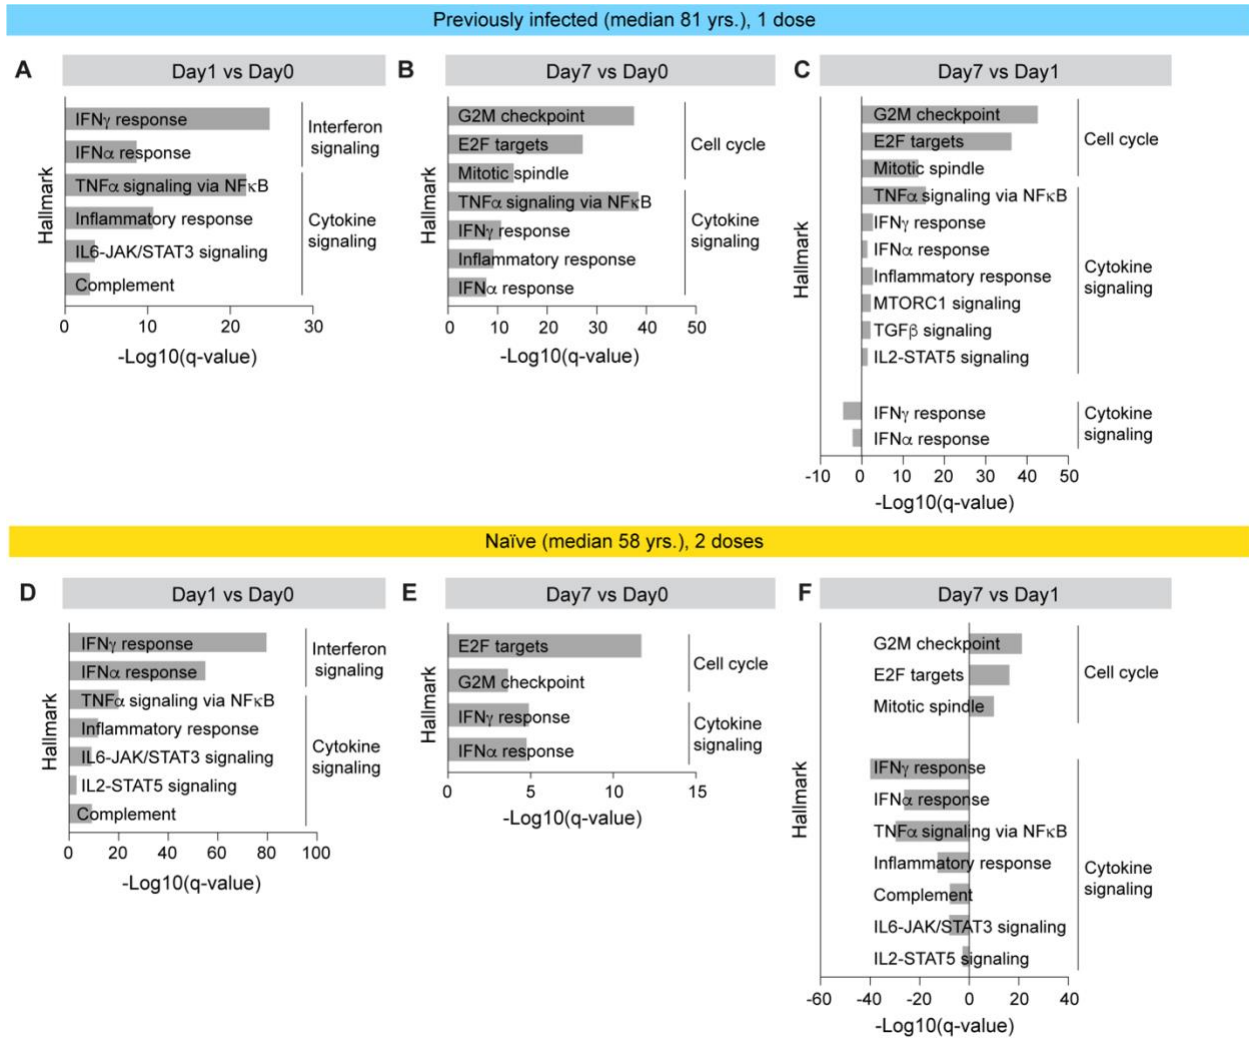 Previously infected (median 81 yrs.), 1 dose
A
Day1 vs Day0
Hallmark
IFNγ response
IFNα response
TNFα signaling via NFκB
Inflammatory response
IL6-JAK/STAT3 signaling
Complement
Interferon
signaling
Cytokine
signaling
0 10 20 30
-Log10(q-value)
B
Day7 vs Day0
Hallmark
G2M checkpoint
E2F targets
Mitotic spindle
TNFα signaling via NFκB
IFNγ response
Inflammatory response
IFNα response
Cell cycle
Cytokine
signaling
0 10 20 30 40 50
-Log10(q-value)
C
Day7 vs Day1
Hallmark
G2M checkpoint
E2F targets
Mitotic spindle
TNFα signaling via NFκB
IFNγ response
IFNα response
Inflammatory response
MTORC1 signaling
TGFβ signaling
IL2-STAT5 signaling
IFNγ response
IFNα response
Cell cycle
Cytokine
signaling
Cytokine
signaling
-10 0 10 20 30 40 50
-Log10(q-value)
Naïve (median 58 yrs.), 2 doses
D
Day1 vs Day0
Hallmark
IFNγ response
IFNα response
TNFα signaling via NFκB
Inflammatory response
IL6-JAK/STAT3 signaling
IL2-STAT5 signaling
Complement
Interferon
signaling
Cytokine
signaling
0 20 40 60 80 100
-Log10(q-value)
E
Day7 vs Day0
Hallmark
E2F targets
G2M checkpoint
IFNγ response
IFNα response
Cell cycle
Cytokine
signaling
0 5 10 15
-Log10(q-value)
F
Day7 vs Day1
Hallmark
G2M checkpoint
E2F targets
Mitotic spindle
IFNγ response
IFNα response
TNFα signaling via NFκB
Inflammatory response
Complement
IL6-JAK/STAT3 signaling
IL2-STAT5 signaling
Cell cycle
Cytokine
signaling
-60 -40 -20 0 20 40
-Log10(q-value)